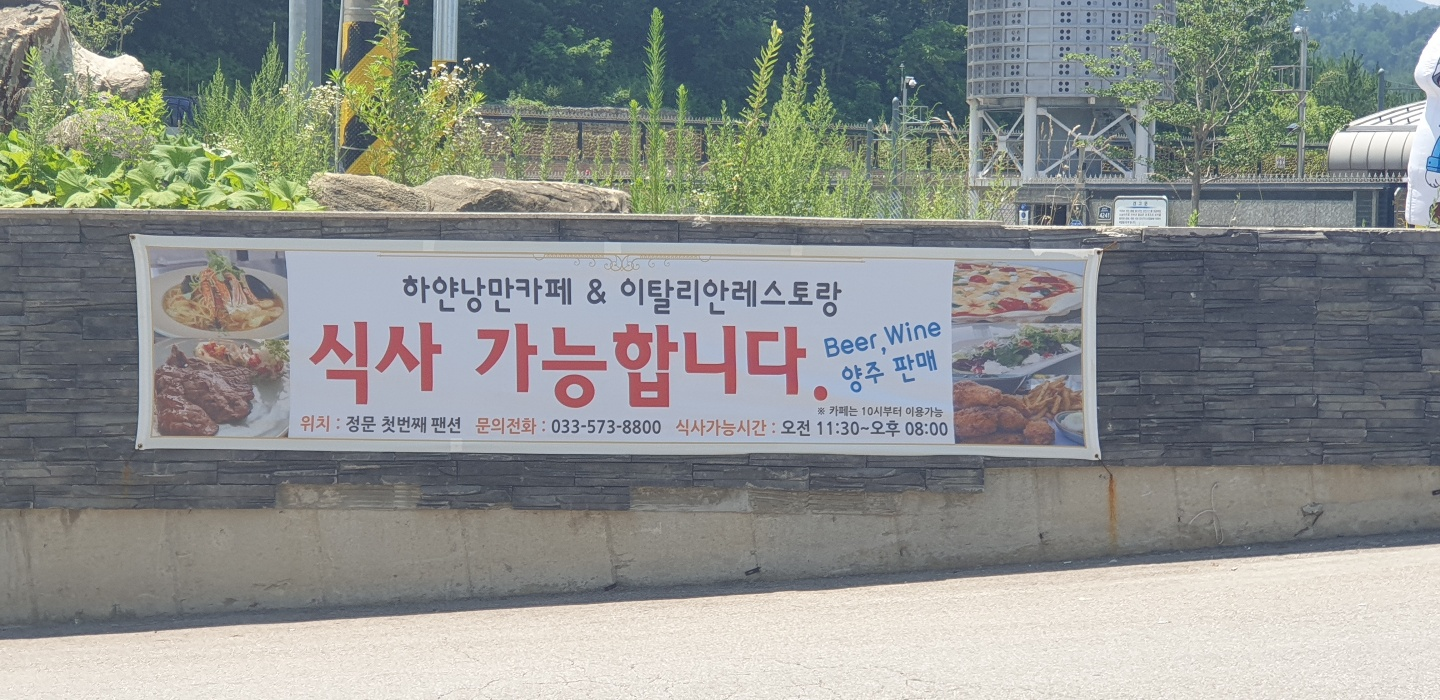 하얀낭만카페 & 이탈리안레스토랑
식사 가능합니다.
Beer,Wine
양주 판매
※ 카페는 10시부터 이용가능
위치 : 정문 첫번째 팬션 문의전화 : 033-573-8800 식사가능시간 : 오전 11:30~오후 08:00